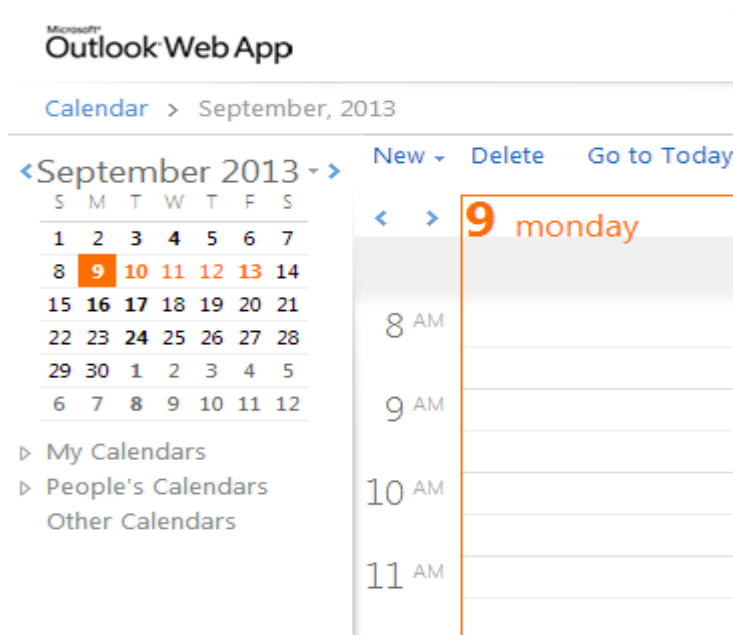 Microsoft
Outlook Web App
Calendar > September, 2013
New Delete Go to Today
September 2013
S M T W T F S
1 2 3 4 5 6 7
8 9 10 11 12 13 14
15 16 17 18 19 20 21
22 23 24 25 26 27 28
29 30 1 2 3 4 5
6 7 8 9 10 11 12
My Calendars
People's Calendars
Other Calendars
9 monday
8 AM
9 AM
10 AM
11 AM